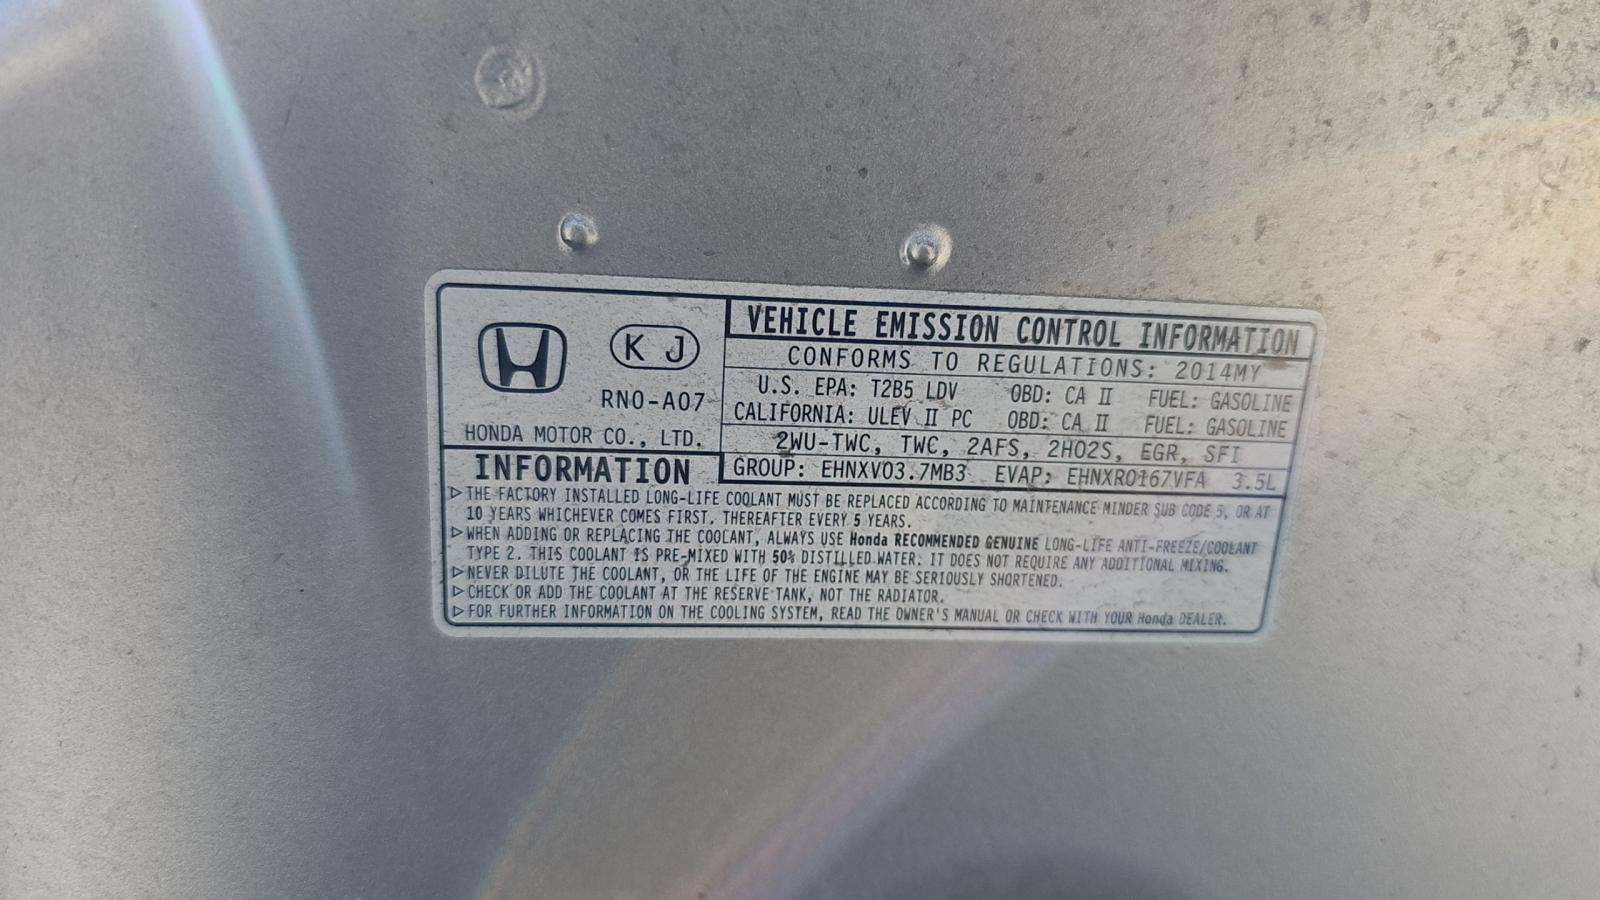 K J
RNO-A07
HONDA MOTOR CO., LTD.
VEHICLE EMISSION CONTROL INFORMATION
CONFORMS TO REGULATIONS: 2014MY
U.S. EPA: T2B5 LDV OBD: CA II FUEL: GASOLINE
CALIFORNIA: ULEV II PC OBD: CA II FUEL: GASOLINE
2WU-TWC, TWC, 2AFS, 2HO2S, EGR, SFI
GROUP: EHNXV03.7MB3 EVAP: EHNXR0167VFA 3.5L
INFORMATION
▷THE FACTORY INSTALLED LONG-LIFE COOLANT MUST BE REPLACED ACCORDING TO MAINTENANCE MINDER SUB CODE 5, OR AT
10 YEARS WHICHEVER COMES FIRST. THEREAFTER EVERY 5 YEARS.
▷WHEN ADDING OR REPLACING THE COOLANT, ALWAYS USE Honda RECOMMENDED GENUINE LONG-LIFE ANTI-FREEZE/COOLANT
TYPE 2. THIS COOLANT IS PRE-MIXED WITH 50% DISTILLED WATER: IT DOES NOT REQUIRE ANY ADDITIONAL MIXING.
▷NEVER DILUTE THE COOLANT, OR THE LIFE OF THE ENGINE MAY BE SERIOUSLY SHORTENED.
▷CHECK OR ADD THE COOLANT AT THE RESERVE TANK, NOT THE RADIATOR.
▷FOR FURTHER INFORMATION ON THE COOLING SYSTEM, READ THE OWNER'S MANUAL OR CHECK WITH YOUR Honda DEALER.